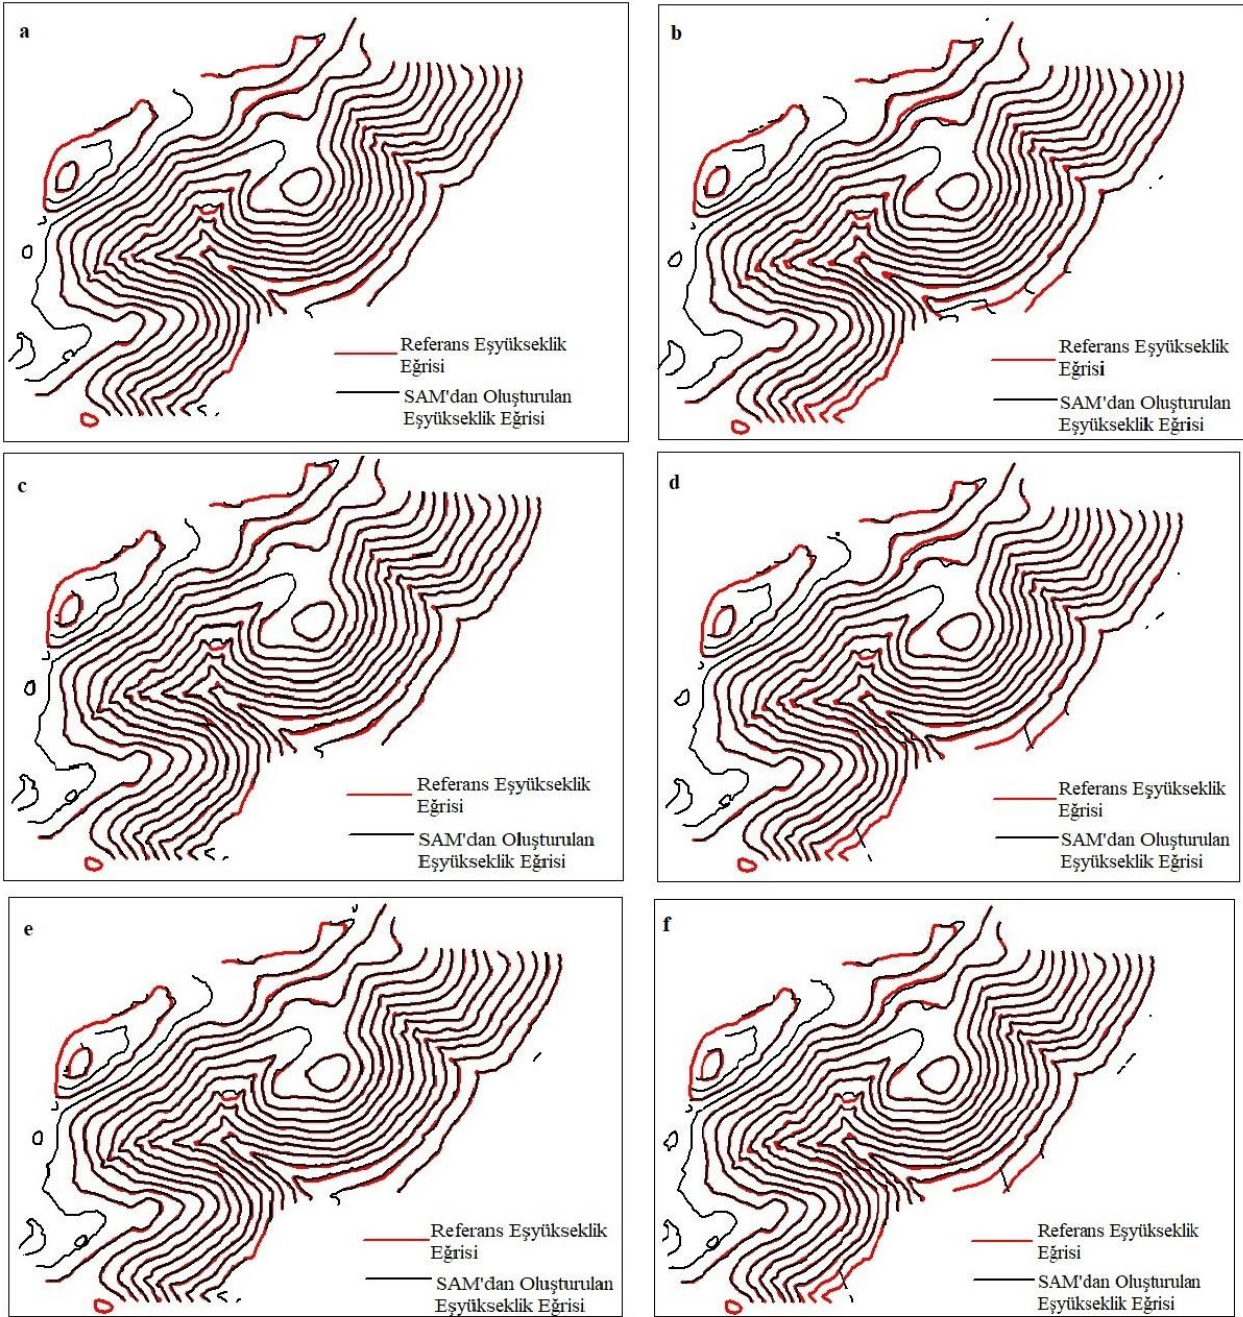 a
Referans Eşyükseklik
Eğrisi
SAM'dan Oluşturulan
Eşyükseklik Eğrisi
b
Referans Eşyükseklik
Eğrisi
SAM'dan Oluşturulan
Eşyükseklik Eğrisi
c
Referans Eşyükseklik
Eğrisi
SAM'dan Oluşturulan
Eşyükseklik Eğrisi
d
Referans Eşyükseklik
Eğrisi
SAM'dan Oluşturulan
Eşyükseklik Eğrisi
e
Referans Eşyükseklik
Eğrisi
SAM'dan Oluşturulan
Eşyükseklik Eğrisi
f
Referans Eşyükseklik
Eğrisi
SAM'dan Oluşturulan
Eşyükseklik Eğrisi